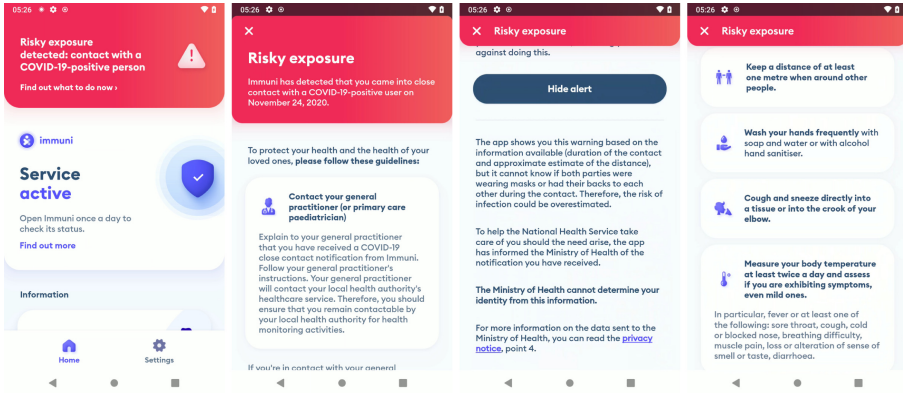 05:26
Risky exposure
detected: contact with a
COVID-19-positive person
Find out what to do now ›
immuni
Service
active
Open Immuni once a day to
check its status.
Find out more
Information
Home
Settings
05:26
Risky exposure
Immuni has detected that you came into close
contact with a COVID-19-positive user on
November 24, 2020.
To protect your health and the health of your
loved ones, please follow these guidelines:
Contact your general
practitioner (or primary care
paediatrician)
Explain to your general practitioner
that you have received a COVID-19
close contact notification from Immuni.
Follow your general practitioner's
instructions. Your general practitioner
will contact your local health authority's
healthcare service. Therefore, you should
ensure that you remain contactable by
your local health authority for health
monitoring activities.
If you're in contact with your general
05:26
Risky exposure
against doing this.
Hide alert
The app shows you this warning based on the
information available (duration of the contact
and approximate estimate of the distance),
but it cannot know if both parties were
wearing masks or had their backs to each
other during the contact. Therefore, the risk of
infection could be overestimated.
To help the National Health Service take
care of you should the need arise, the app
has informed the Ministry of Health of the
notification you have received.
The Ministry of Health cannot determine your
identity from this information.
For more information on the data sent to the
Ministry of Health, you can read the privacy
notice, point 4.
05:26
Risky exposure
Keep a distance of at least
one metre when around other
people.
Wash your hands frequently with
soap and water or with alcohol
hand sanitiser.
Cough and sneeze directly into
a tissue or into the crook of your
elbow.
Measure your body temperature
at least twice a day and assess
if you are exhibiting symptoms,
even mild ones.
In particular, fever or at least one of
the following: sore throat, cough, cold
or blocked nose, breathing difficulty,
muscle pain, loss or alteration of sense of
smell or taste, diarrhoea.